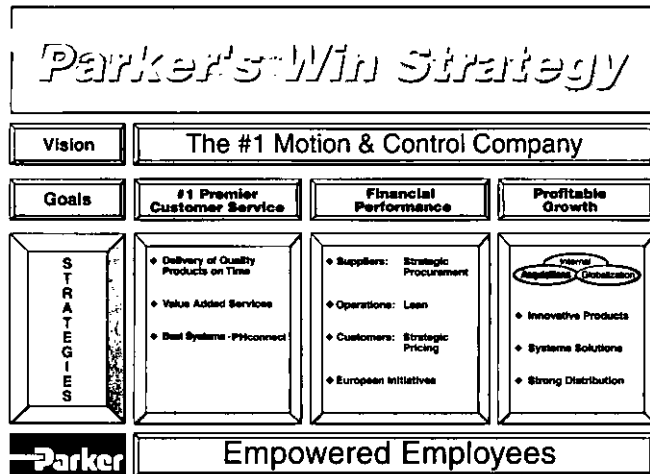 Parker's Win Strategy
Vision
The #1 Motion & Control Company
Goals
#1 Premier
Customer Service
Financial
Performance
Profitable
Growth
STRATEGIES
◆ Delivery of Quality
Products on Time
◆ Value Added Services
◆ Best Systems - PHconnect
◆ Suppliers: Strategic
Procurement
◆ Operations: Lean
◆ Customers: Strategic
Pricing
◆ European Initiatives
Internal
Acquisitions Globalization
◆ Innovative Products
◆ Systems Solutions
◆ Strong Distribution
Parker
Empowered Employees